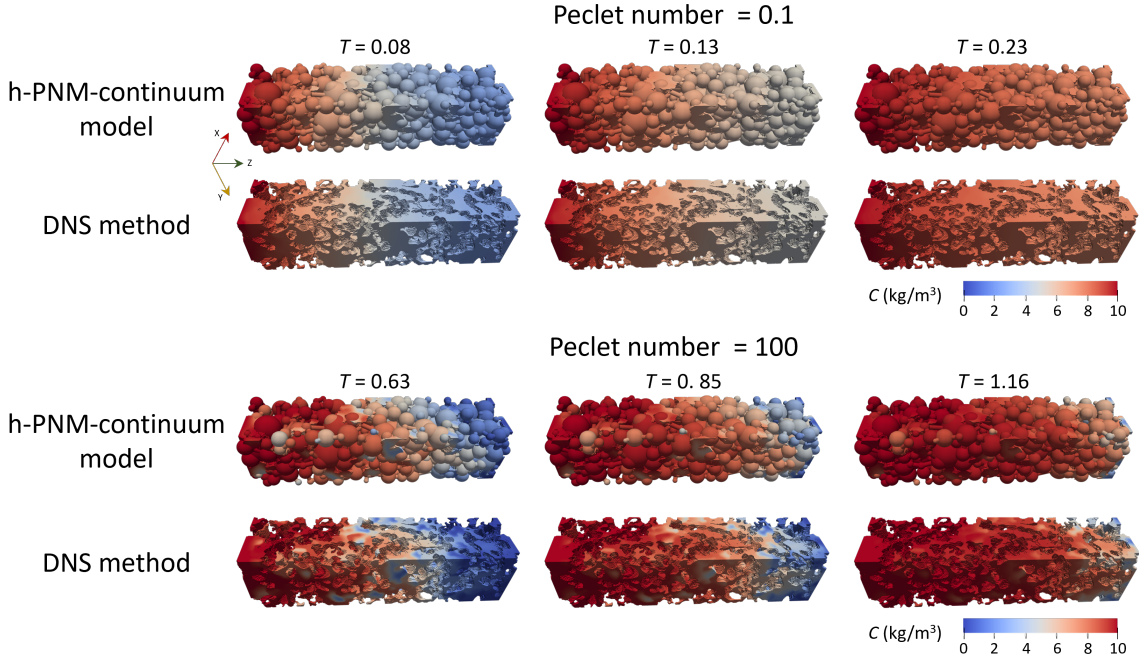 Peclet number = 0.1
T = 0.08
T = 0.13
T = 0.23
h-PNM-continuum
model
X
Z
Y
DNS method
C (kg/m³)
0 2 4 6 8 10
Peclet number = 100
T = 0.63
T = 0. 85
T = 1.16
h-PNM-continuum
model
DNS method
C (kg/m³)
0 2 4 6 8 10